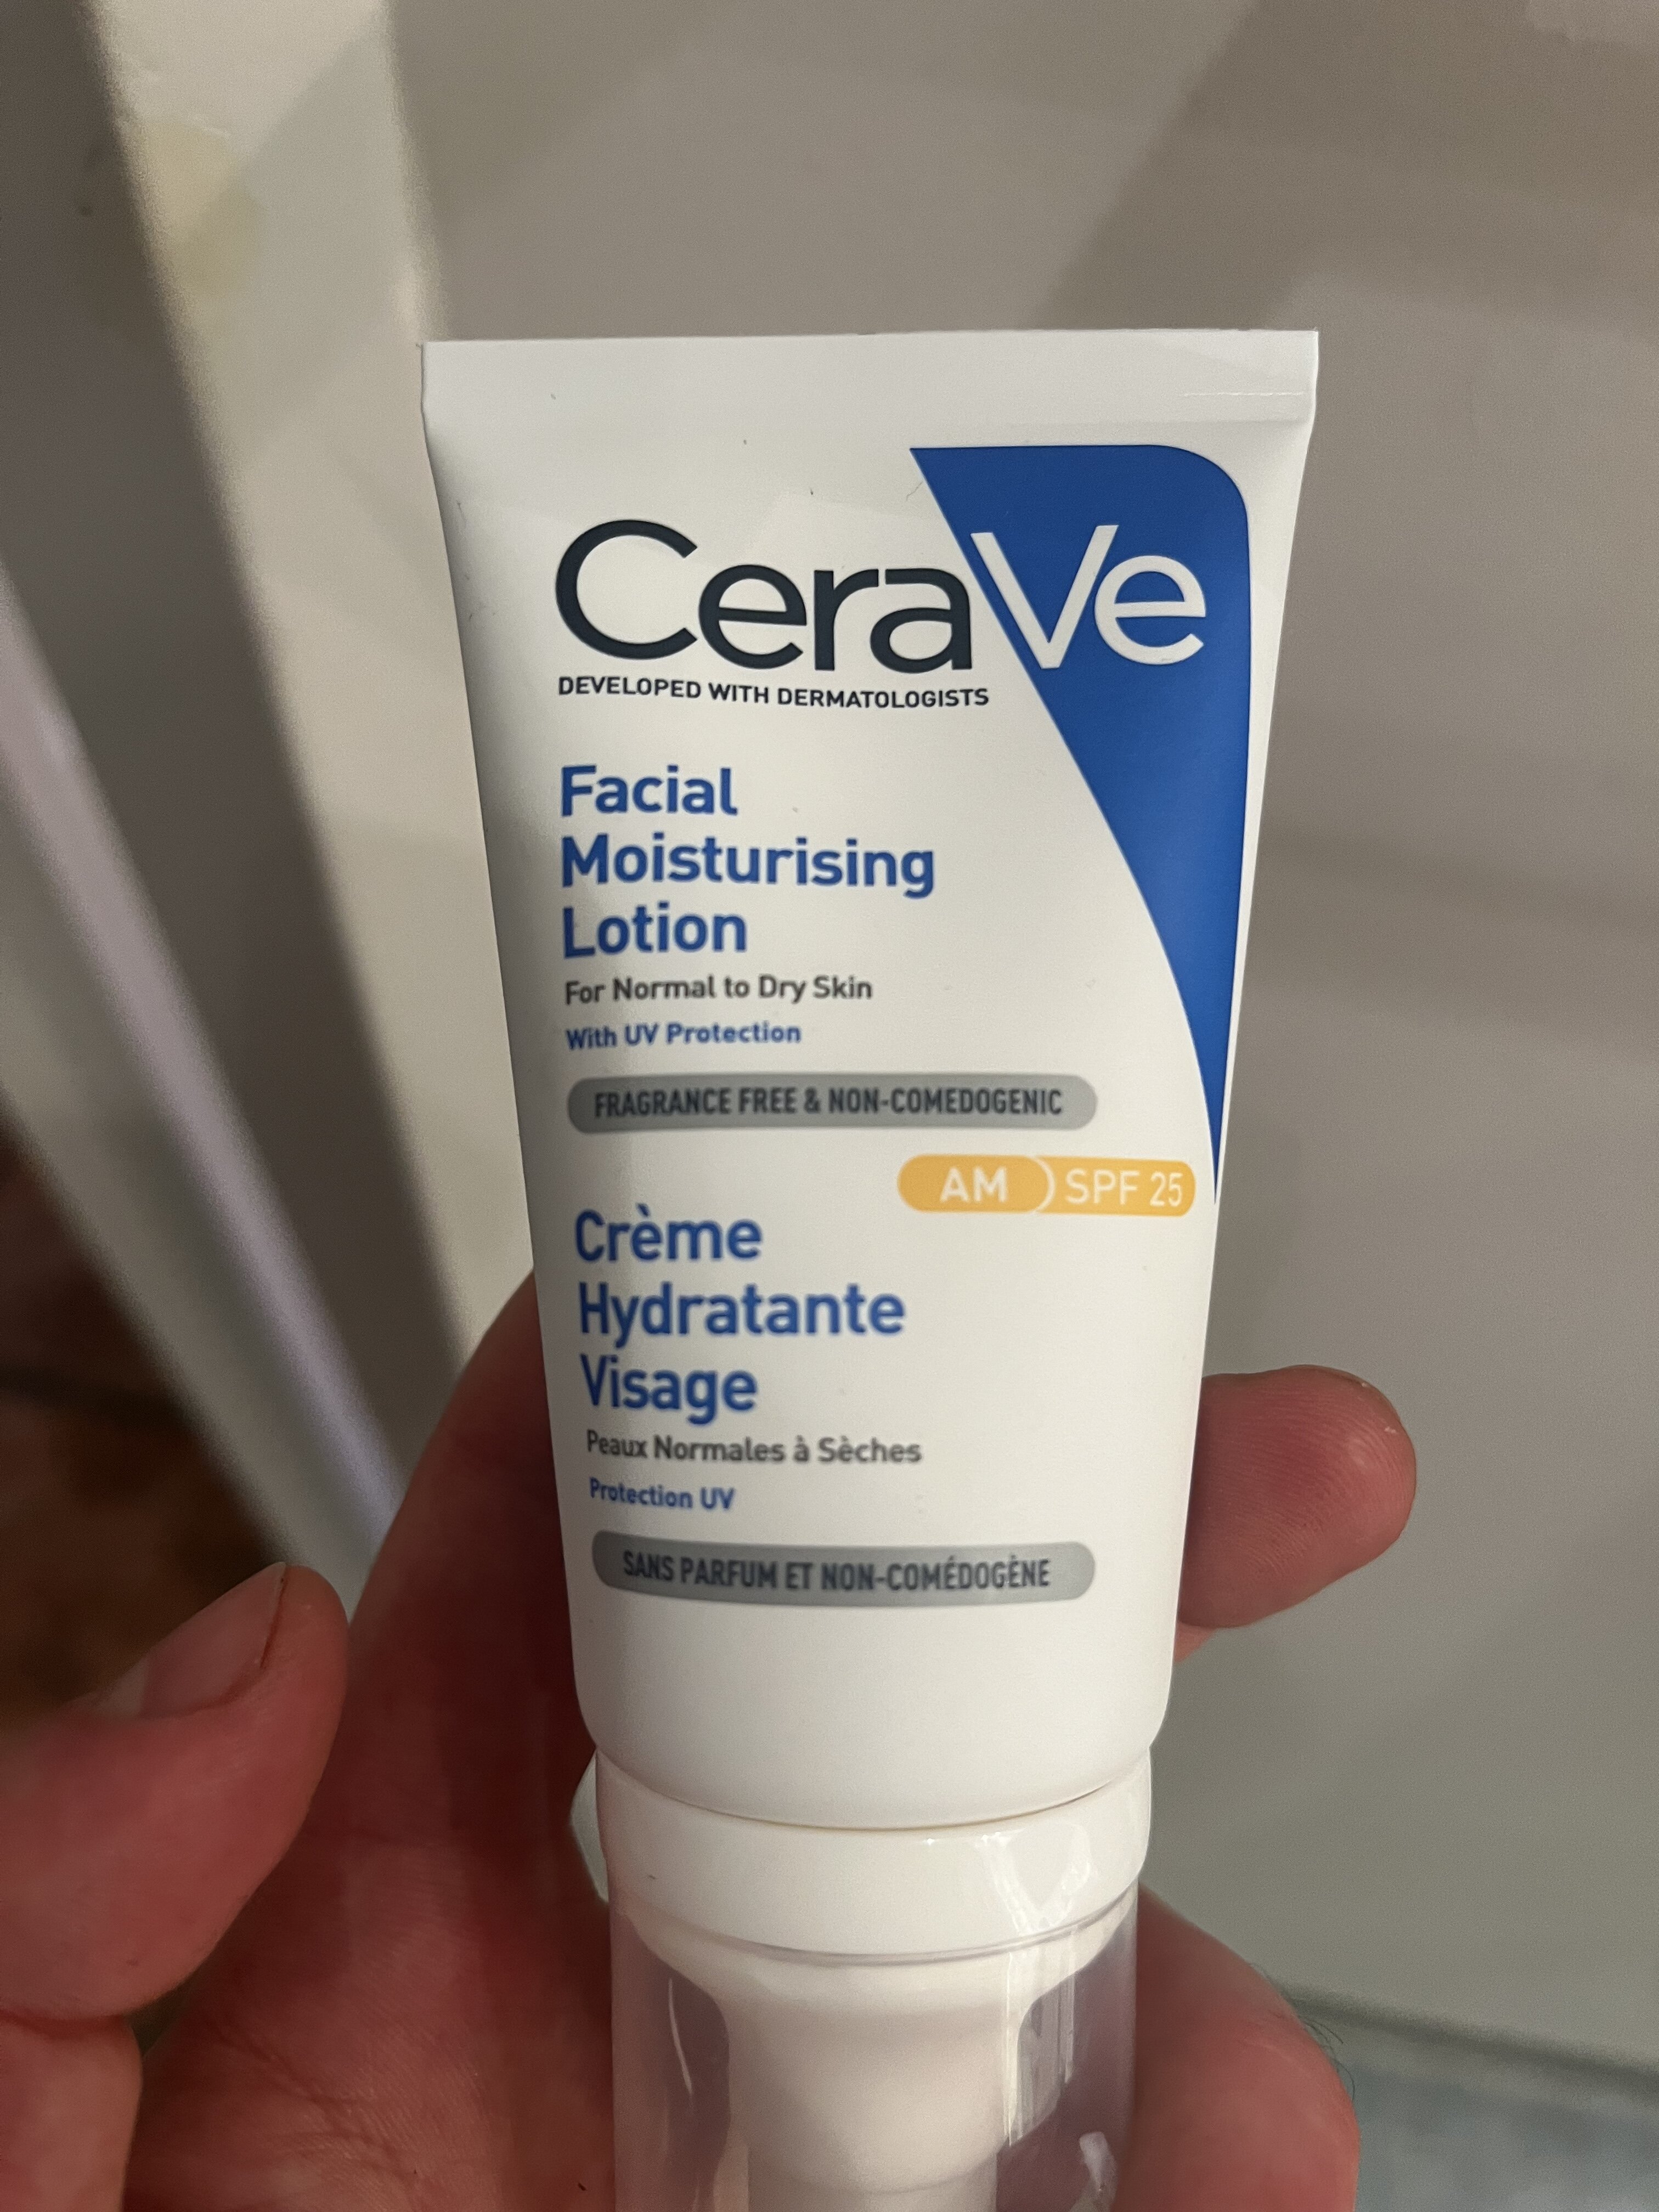 CeraVe
DEVELOPED WITH DERMATOLOGISTS
Facial
Moisturising
Lotion
For Normal to Dry Skin
With UV Protection
FRAGRANCE FREE & NON-COMEDOGENIC
AM SPF 25
Crème
Hydratante
Visage
Peaux Normales à Sèches
Protection UV
SANS PARFUM ET NON-COMÉDOGÈNE